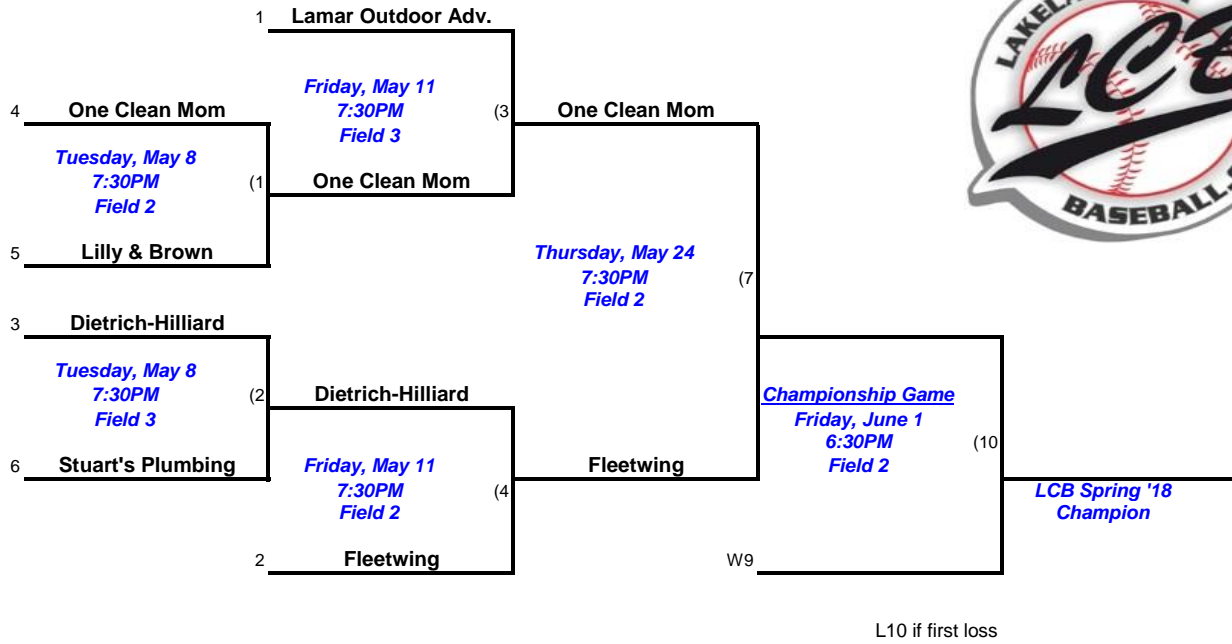 1 Lamar Outdoor Adv.
Friday, May 11
7:30PM
Field 3
(3
4 One Clean Mom
One Clean Mom
Tuesday, May 8
7:30PM
Field 2
(1
One Clean Mom
5 Lilly & Brown
Thursday, May 24
7:30PM
Field 2
(7
3 Dietrich-Hilliard
Tuesday, May 8
7:30PM
Field 3
(2
Dietrich-Hilliard
Championship Game
Friday, June 1
6:30PM
Field 2
(10
6 Stuart's Plumbing
Friday, May 11
7:30PM
Field 2
(4
Fleetwing
LCB Spring '18
Champion
2 Fleetwing
W9
L10 if first loss
LCB
BASEBALL